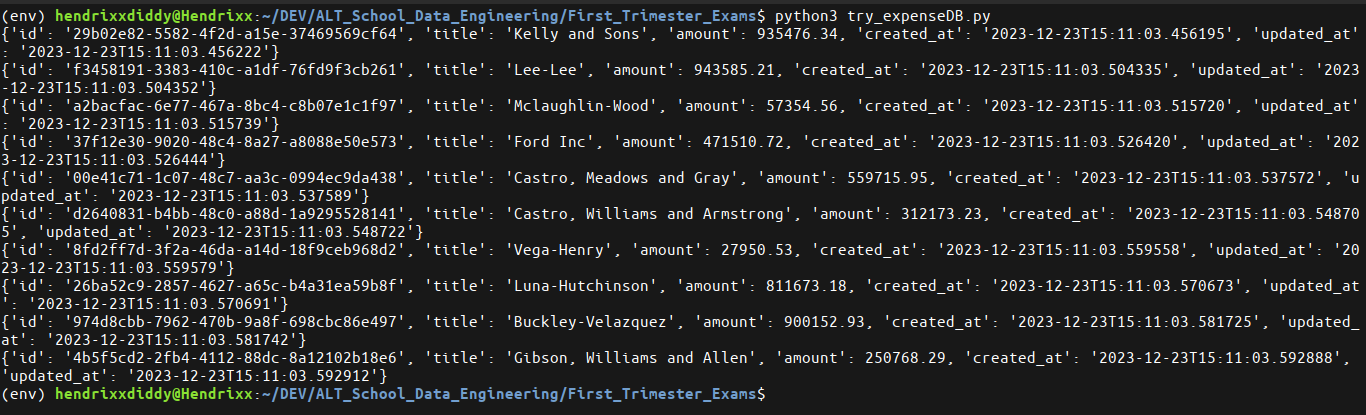 (env) hendrixxdiddy@Hendrixx:~/DEV/ALT_School_Data_Engineering/First_Trimester_Exams$ python3 try_expenseDB.py
{'id': '29b02e82-5582-4f2d-a15e-37469569cf64', 'title': 'Kelly and Sons', 'amount': 935476.34, 'created_at': '2023-12-23T15:11:03.456195', 'updated_at'
: '2023-12-23T15:11:03.456222'}
{'id': 'f3458191-3383-410c-a1df-76fd9f3cb261', 'title': 'Lee-Lee', 'amount': 943585.21, 'created_at': '2023-12-23T15:11:03.504335', 'updated_at': '2023
-12-23T15:11:03.504352'}
{'id': 'a2bacfac-6e77-467a-8bc4-c8b07e1c1f97', 'title': 'Mclaughlin-Wood', 'amount': 57354.56, 'created_at': '2023-12-23T15:11:03.515720', 'updated_at'
: '2023-12-23T15:11:03.515739'}
{'id': '37f12e30-9020-48c4-8a27-a8088e50e573', 'title': 'Ford Inc', 'amount': 471510.72, 'created_at': '2023-12-23T15:11:03.526420', 'updated_at': '202
3-12-23T15:11:03.526444'}
{'id': '00e41c71-1c07-48c7-aa3c-0994ec9da438', 'title': 'Castro, Meadows and Gray', 'amount': 559715.95, 'created_at': '2023-12-23T15:11:03.537572', 'u
pdated_at': '2023-12-23T15:11:03.537589'}
{'id': 'd2640831-b4bb-48c0-a88d-1a9295528141', 'title': 'Castro, Williams and Armstrong', 'amount': 312173.23, 'created_at': '2023-12-23T15:11:03.54870
5', 'updated_at': '2023-12-23T15:11:03.548722'}
{'id': '8fd2ff7d-3f2a-46da-a14d-18f9ceb968d2', 'title': 'Vega-Henry', 'amount': 27950.53, 'created_at': '2023-12-23T15:11:03.559558', 'updated_at': '20
23-12-23T15:11:03.559579'}
{'id': '26ba52c9-2857-4627-a65c-b4a31ea59b8f', 'title': 'Luna-Hutchinson', 'amount': 811673.18, 'created_at': '2023-12-23T15:11:03.570673', 'updated_at
': '2023-12-23T15:11:03.570691'}
{'id': '974d8cbb-7962-470b-9a8f-698cbc86e497', 'title': 'Buckley-Velazquez', 'amount': 900152.93, 'created_at': '2023-12-23T15:11:03.581725', 'updated_
at': '2023-12-23T15:11:03.581742'}
{'id': '4b5f5cd2-2fb4-4112-88dc-8a12102b18e6', 'title': 'Gibson, Williams and Allen', 'amount': 250768.29, 'created_at': '2023-12-23T15:11:03.592888',
'updated_at': '2023-12-23T15:11:03.592912'}
(env) hendrixxdiddy@Hendrixx:~/DEV/ALT_School_Data_Engineering/First_Trimester_Exams$